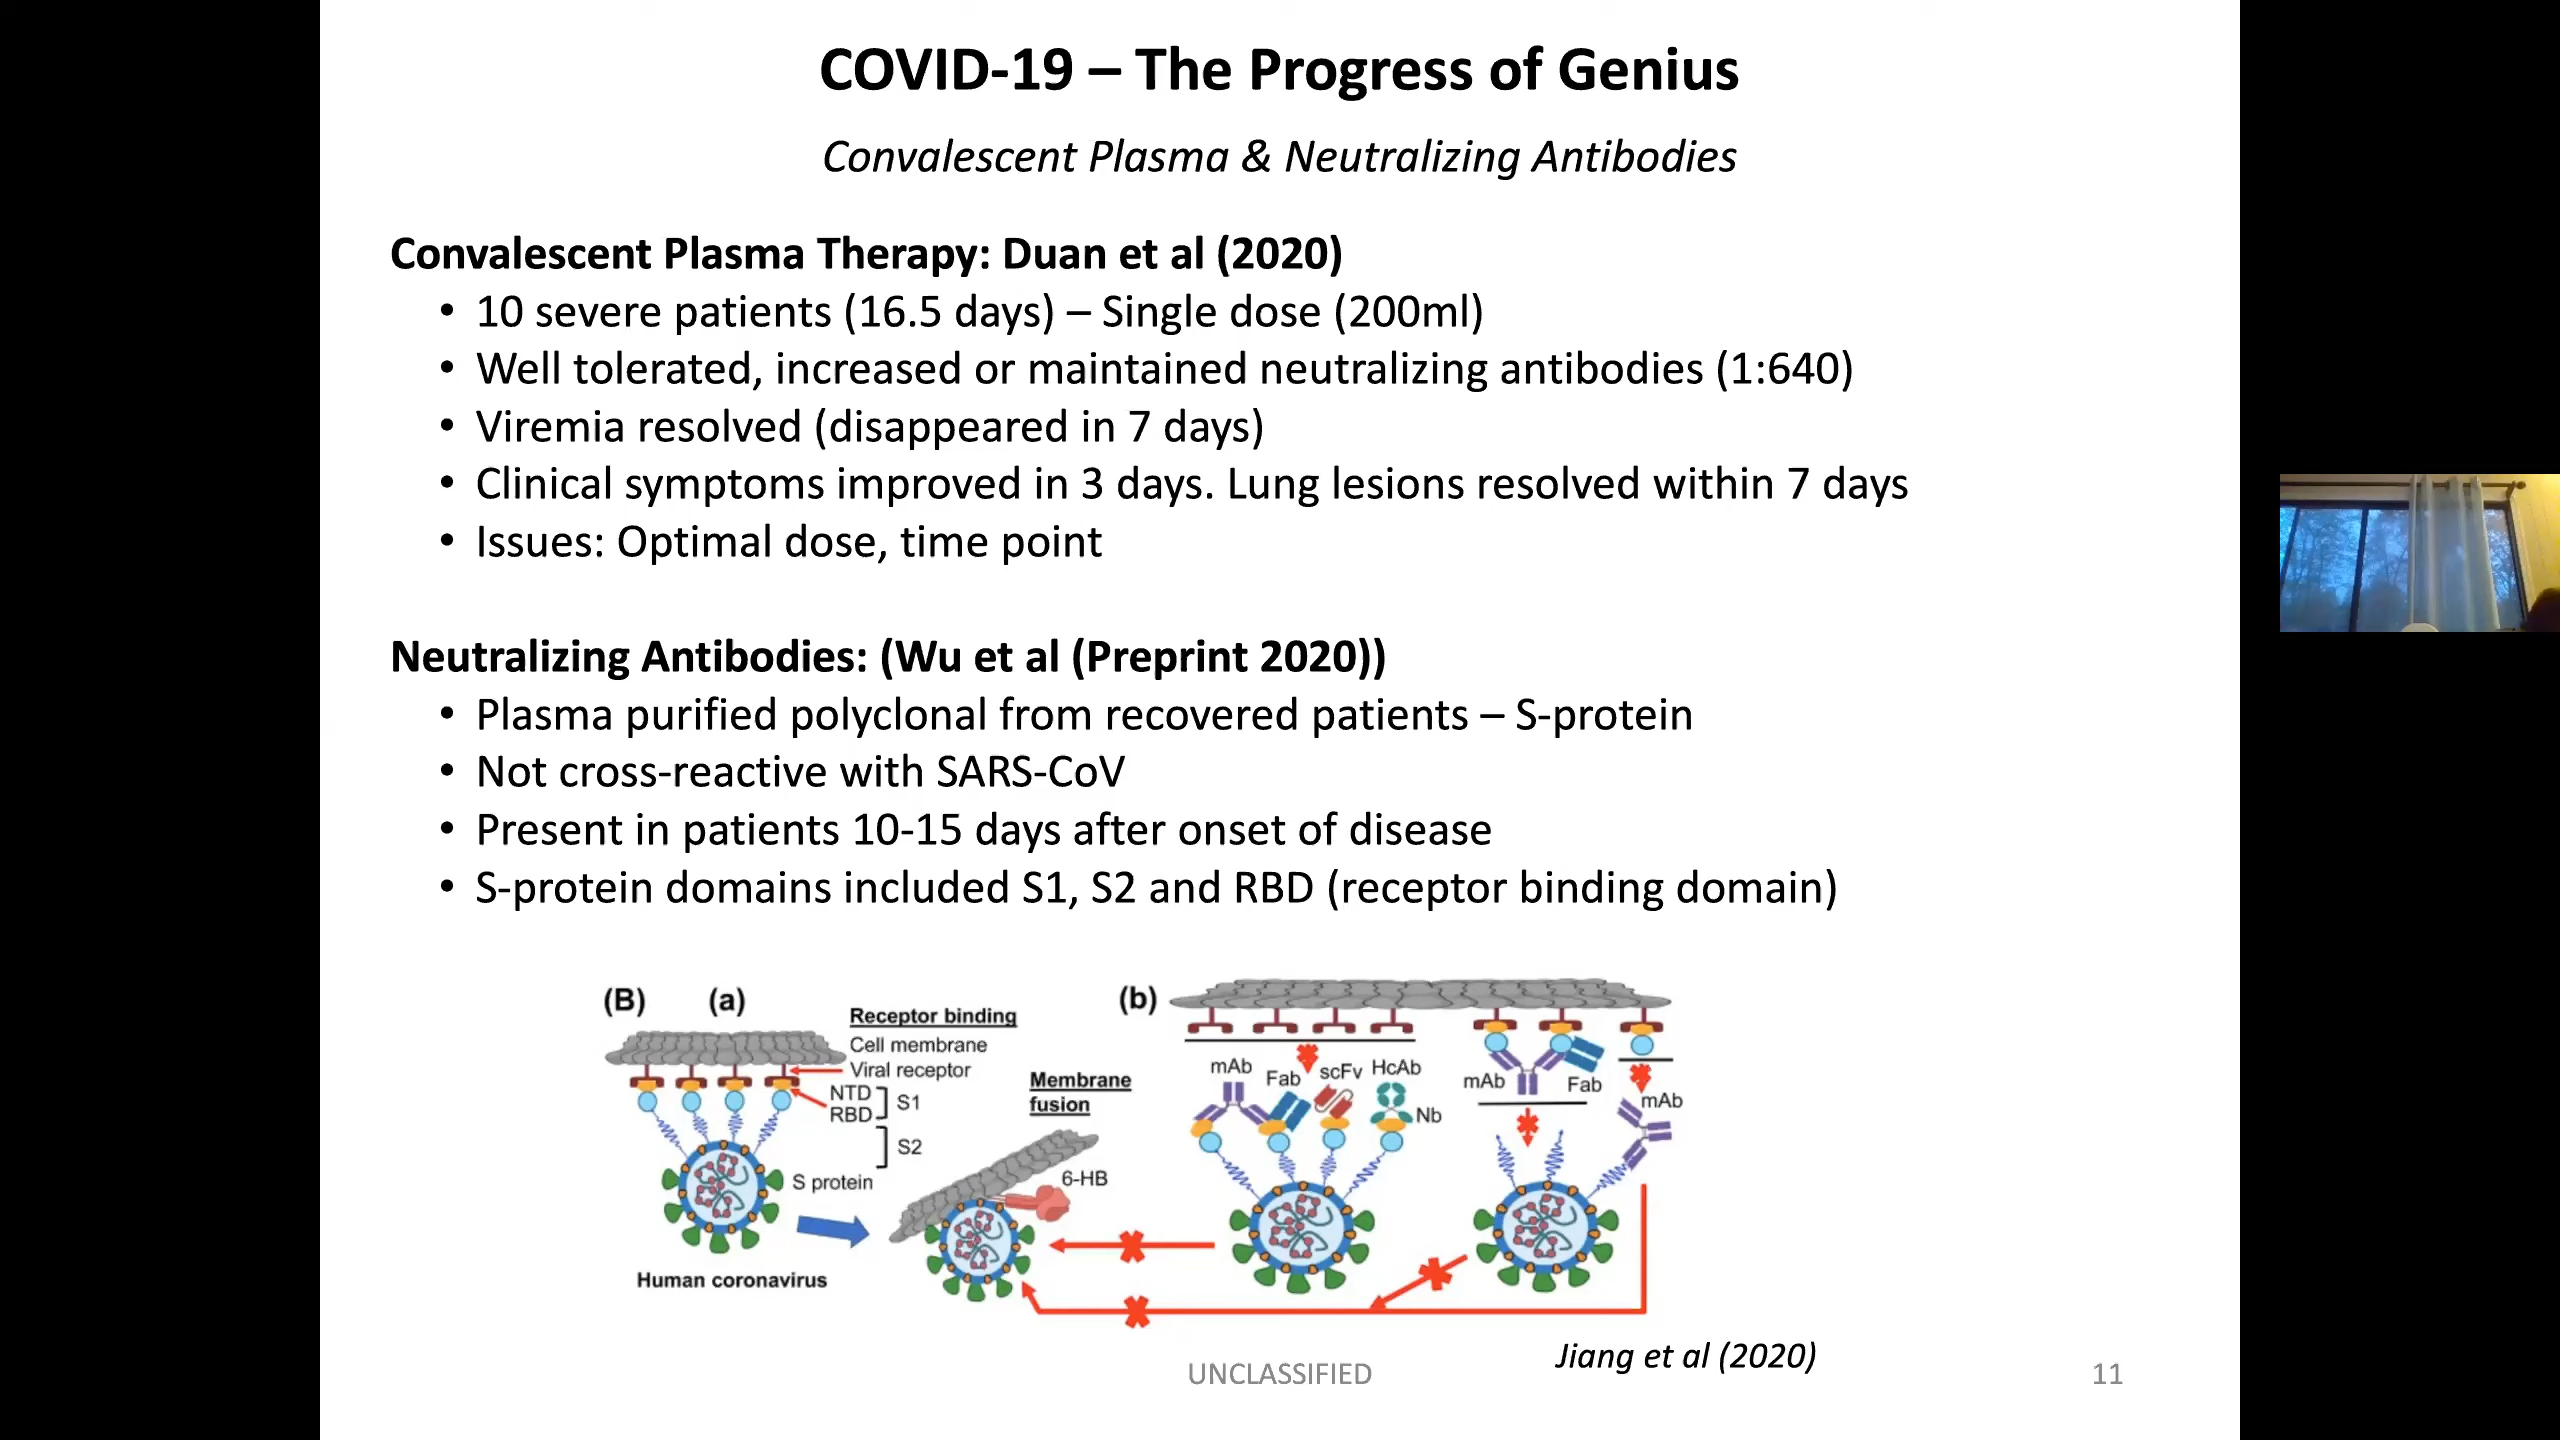 COVID-19 – The Progress of Genius
Convalescent Plasma & Neutralizing Antibodies
Convalescent Plasma Therapy: Duan et al (2020)
• 10 severe patients (16.5 days) – Single dose (200ml)
• Well tolerated, increased or maintained neutralizing antibodies (1:640)
• Viremia resolved (disappeared in 7 days)
• Clinical symptoms improved in 3 days. Lung lesions resolved within 7 days
• Issues: Optimal dose, time point
Neutralizing Antibodies: (Wu et al (Preprint 2020))
• Plasma purified polyclonal from recovered patients – S-protein
• Not cross-reactive with SARS-CoV
• Present in patients 10-15 days after onset of disease
• S-protein domains included S1, S2 and RBD (receptor binding domain)
(B) (a)
Receptor binding
Cell membrane
Viral receptor
NTD
RBD
S1
S2
S protein
Human coronavirus
Membrane
fusion
6-HB
(b)
mAb
Fab
scFv
HcAb
Nb
mAb
Fab
mAb
Jiang et al (2020)
UNCLASSIFIED
11